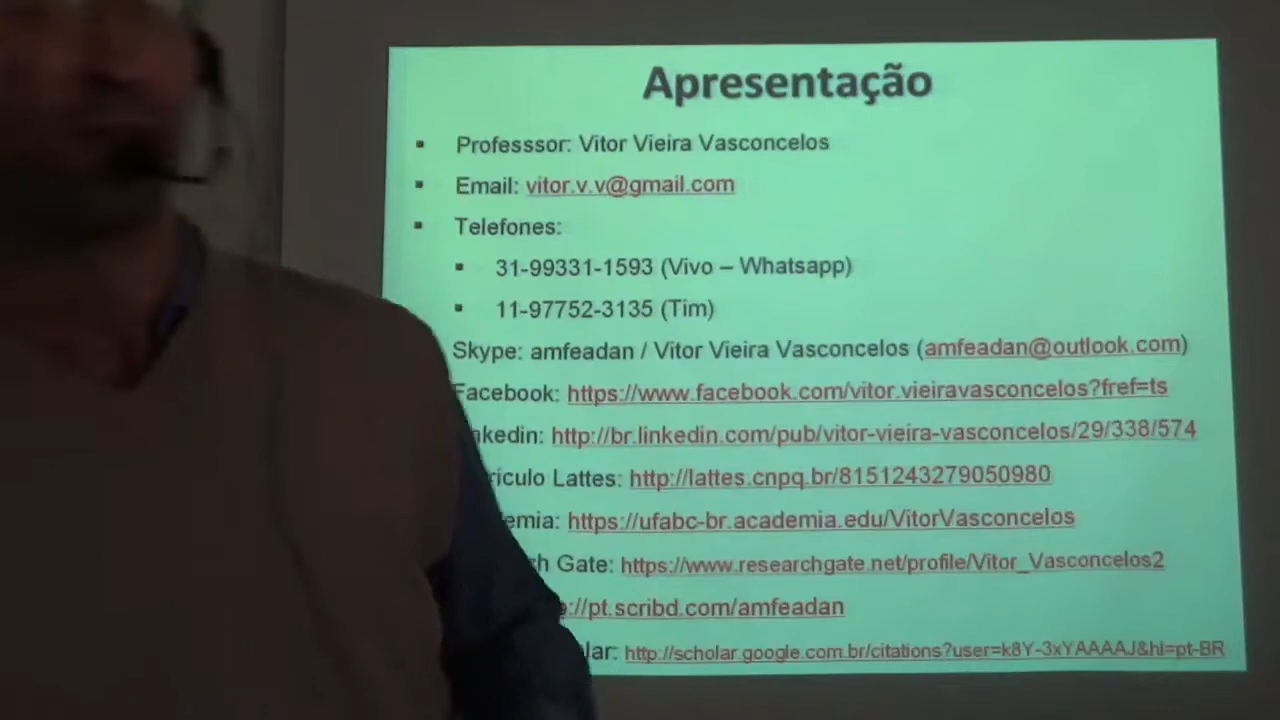 Apresentação
Professsor: Vitor Vieira Vasconcelos
Email: vitor.v.v@gmail.com
Telefones:
31-99331-1593 (Vivo – Whatsapp)
11-97752-3135 (Tim)
Skype: amfeadan / Vitor Vieira Vasconcelos (amfeadan@outlook.com)
Facebook: https://www.facebook.com/vitor.vieiravasconcelos?fref=ts
nkedin: http://br.linkedin.com/pub/vitor-vieira-vasconcelos/29/338/574
rículo Lattes: http://lattes.cnpq.br/8151243279050980
emia: https://ufabc-br.academia.edu/VitorVasconcelos
h Gate: https://www.researchgate.net/profile/Vitor_Vasconcelos2
://pt.scribd.com/amfeadan
lar: http://scholar.google.com.br/citations?user=k8Y-3xYAAAAJ&hl=pt-BR